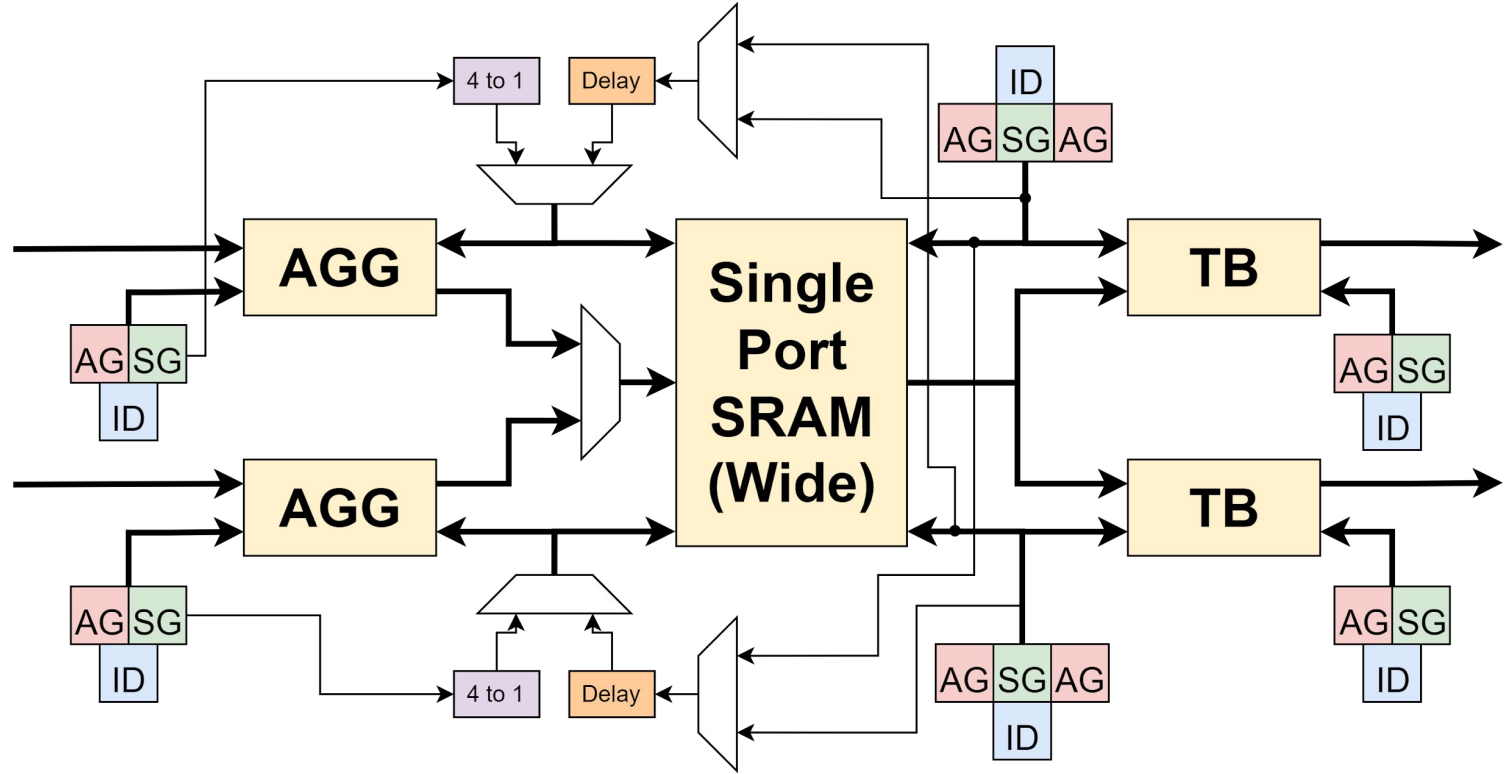 4 to 1
Delay
ID
AG SG AG
AGG
Single
Port
SRAM
(Wide)
TB
AG SG
ID
AG SG
ID
AGG
TB
AG SG
ID
AG SG
ID
4 to 1
Delay
AG SG AG
ID